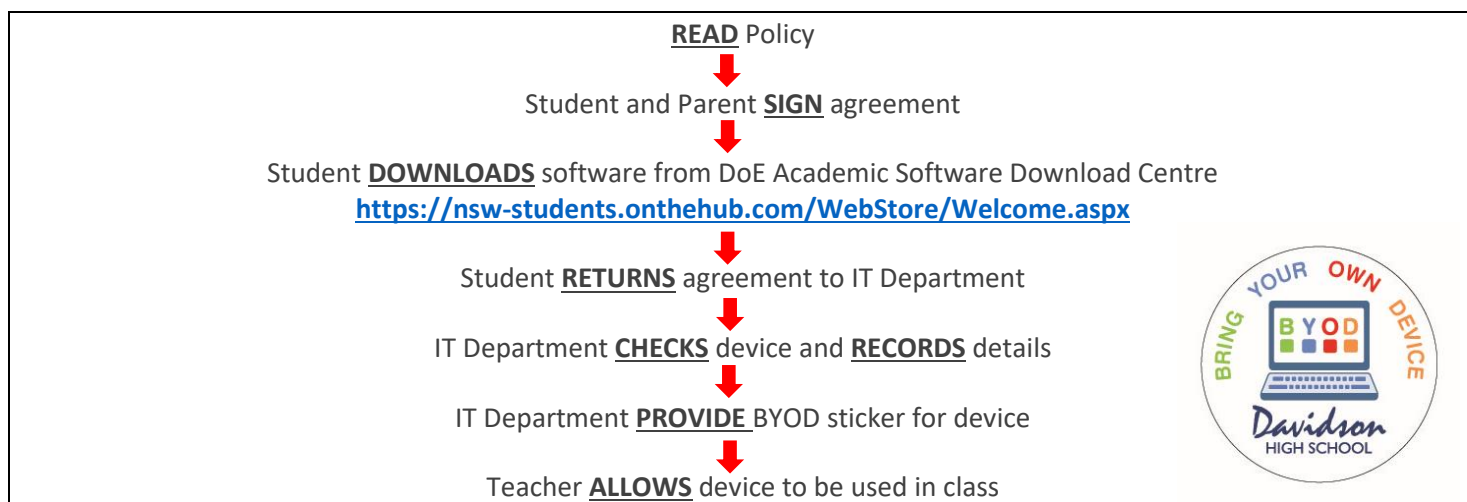 READ Policy
Student and Parent SIGN agreement
Student DOWNLOADS software from DoE Academic Software Download Centre
https://nsw-students.onthehub.com/WebStore/Welcome.aspx
Student RETURNS agreement to IT Department
IT Department CHECKS device and RECORDS details
IT Department PROVIDE BYOD sticker for device
Teacher ALLOWS device to be used in class
BRING YOUR OWN DEVICE
BYOD
Davidson
HIGH SCHOOL